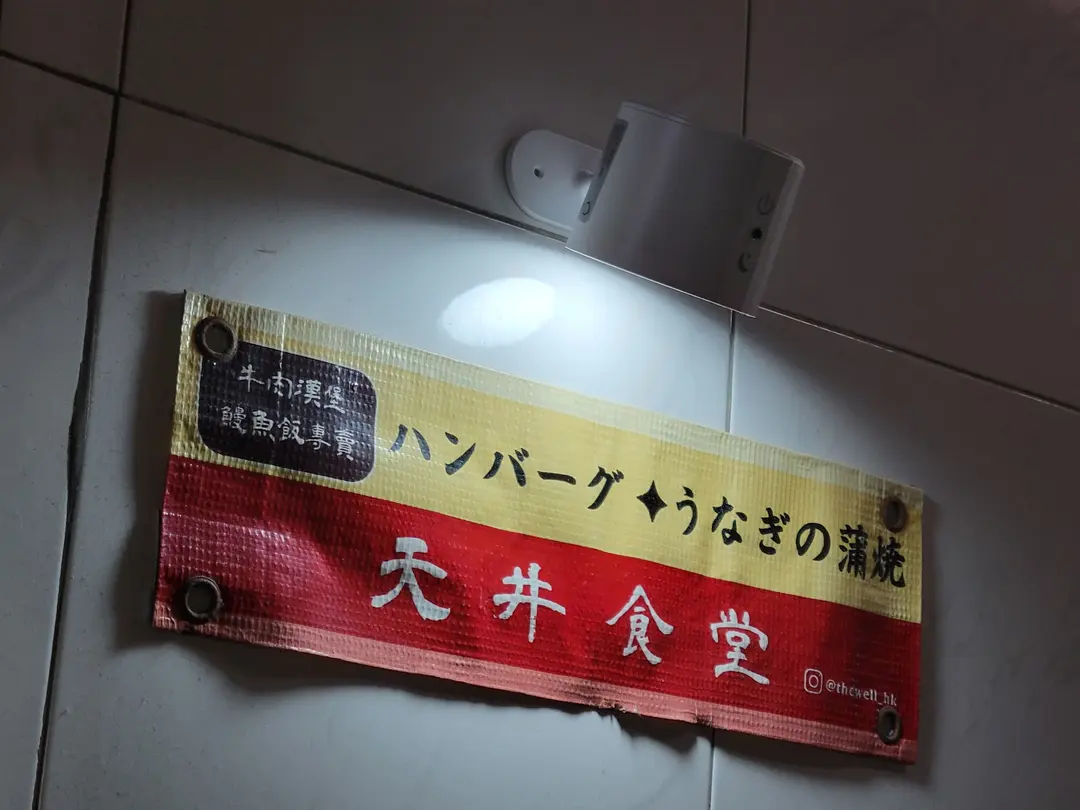 牛肉漢堡
鰻魚飯專賣
ハンバーグ✦うなぎの蒲焼
天井食堂
@thewell_hk